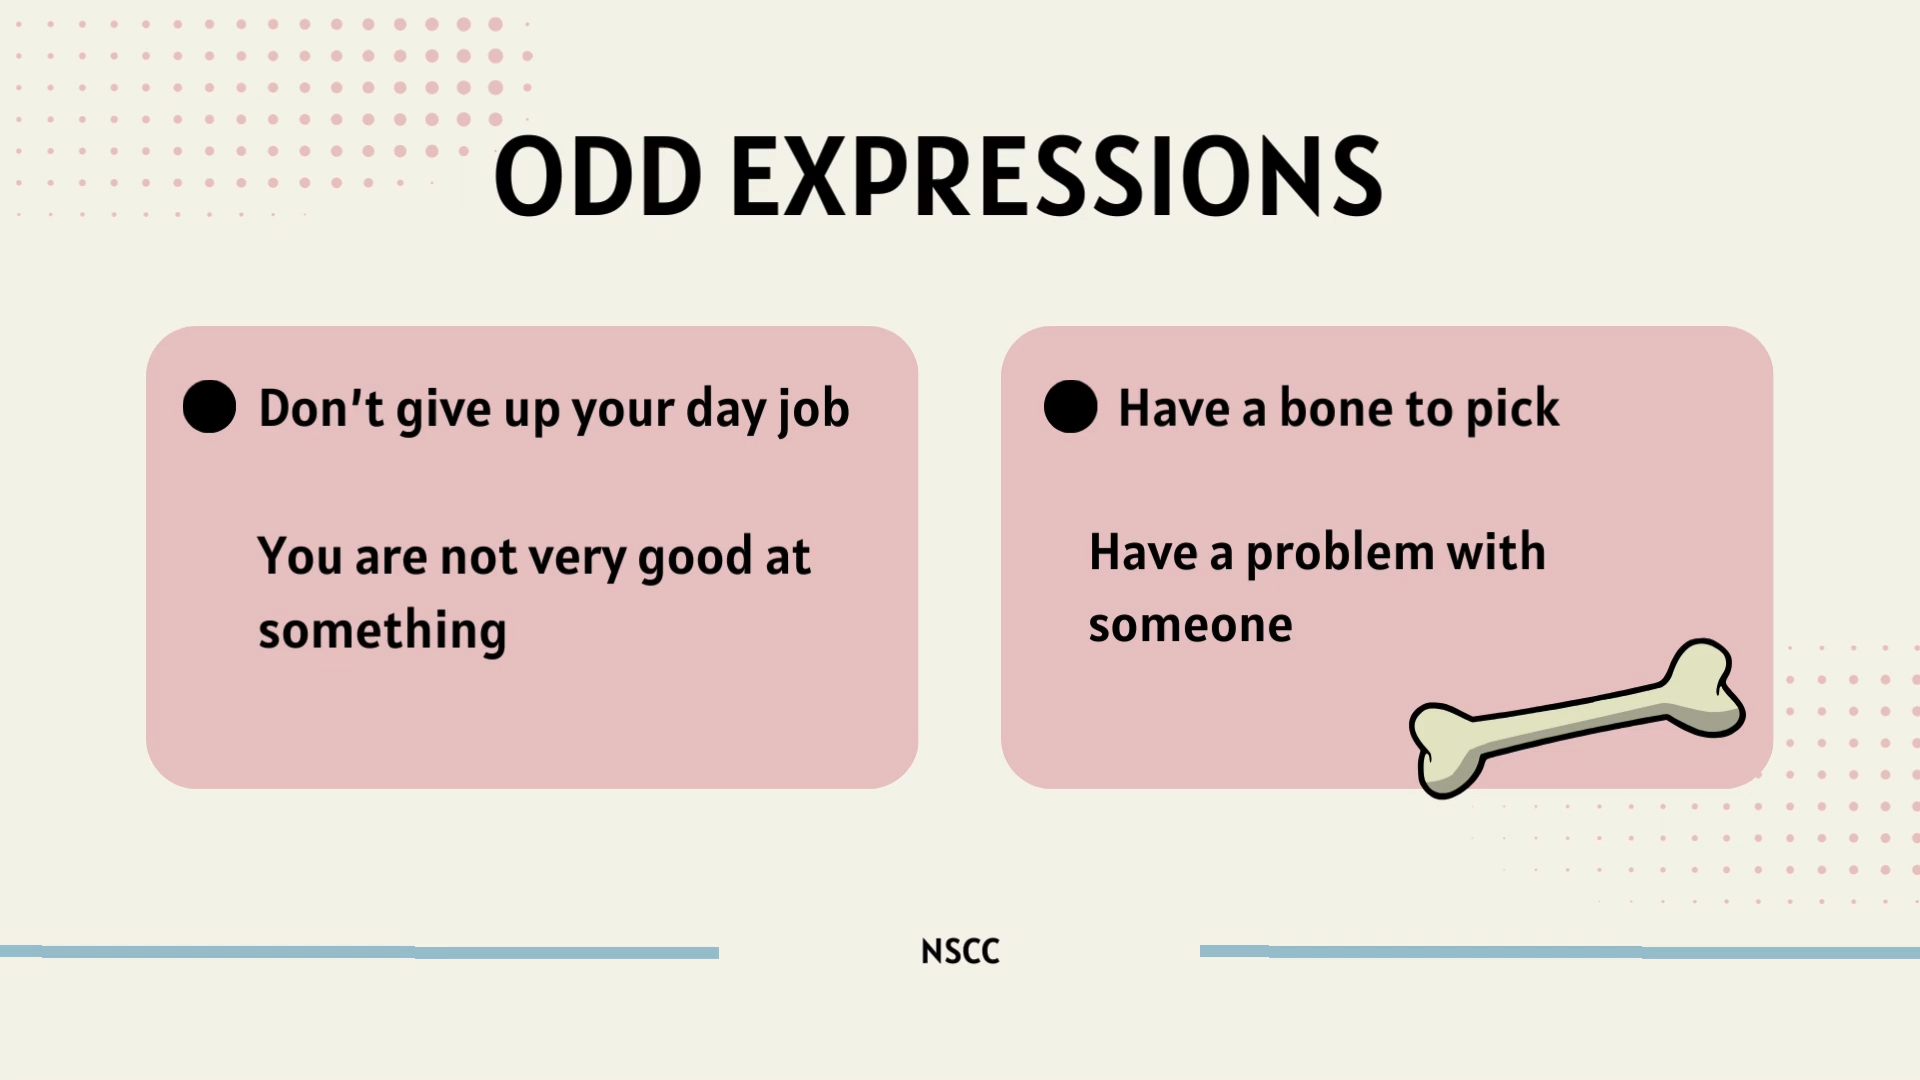 ODD EXPRESSIONS
Don't give up your day job
You are not very good at
something
Have a bone to pick
Have a problem with
someone
NSCC